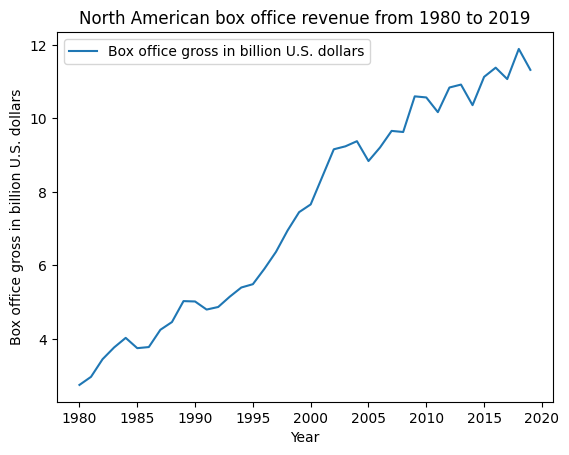 North American box office revenue from 1980 to 2019
Box office gross in billion U.S. dollars
12
10
8
6
4
Box office gross in billion U.S. dollars
1980 1985 1990 1995 2000 2005 2010 2015 2020
Year